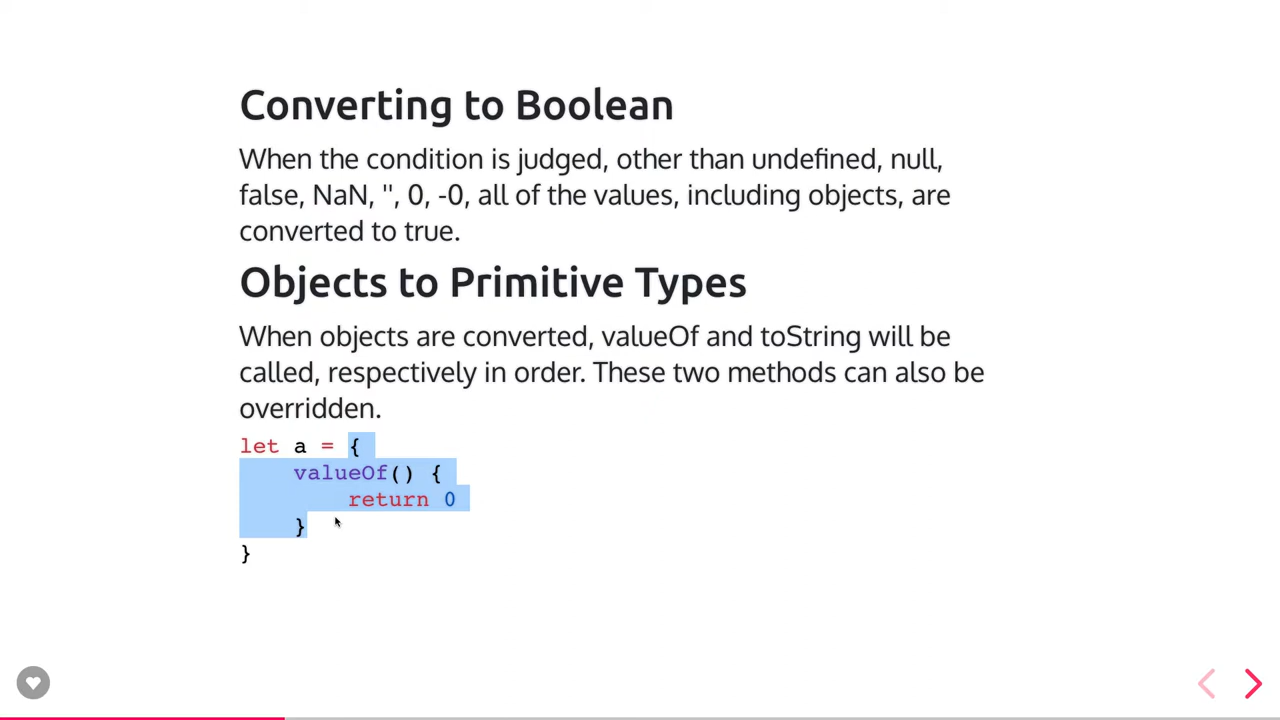 Converting to Boolean
When the condition is judged, other than undefined, null,
false, NaN, '', 0, -0, all of the values, including objects, are
converted to true.
Objects to Primitive Types
When objects are converted, valueOf and toString will be
called, respectively in order. These two methods can also be
overridden.
let a = {
    valueOf() {
        return 0
    }
}